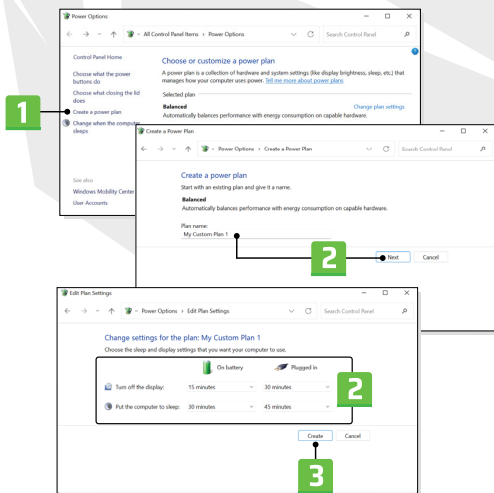 Power Options
All Control Panel Items › Power Options
Search Control Panel
Control Panel Home
Choose what the power
buttons do
Choose what closing the lid
does
Create a power plan
Change when the computer
sleeps
See also
Windows Mobility Center
User Accounts
Choose or customize a power plan
A power plan is a collection of hardware and system settings (like display brightness, sleep, etc.) that
manages how your computer uses power. Tell me more about power plans.
Selected plan
Balanced
Change plan settings
Automatically balances performance with energy consumption on capable hardware.
1
Create a Power Plan
Power Options › Create a Power Plan
Search Control Panel
Create a power plan
Start with an existing plan and give it a name.
Balanced
Automatically balances performance with energy consumption on capable hardware.
Plan name:
My Custom Plan 1
2
Next
Cancel
Edit Plan Settings
Power Options › Edit Plan Settings
Search Control Panel
Change settings for the plan: My Custom Plan 1
Choose the sleep and display settings that you want your computer to use.
On battery
Plugged in
Turn off the display:
15 minutes
30 minutes
2
Put the computer to sleep:
30 minutes
45 minutes
Create
Cancel
3